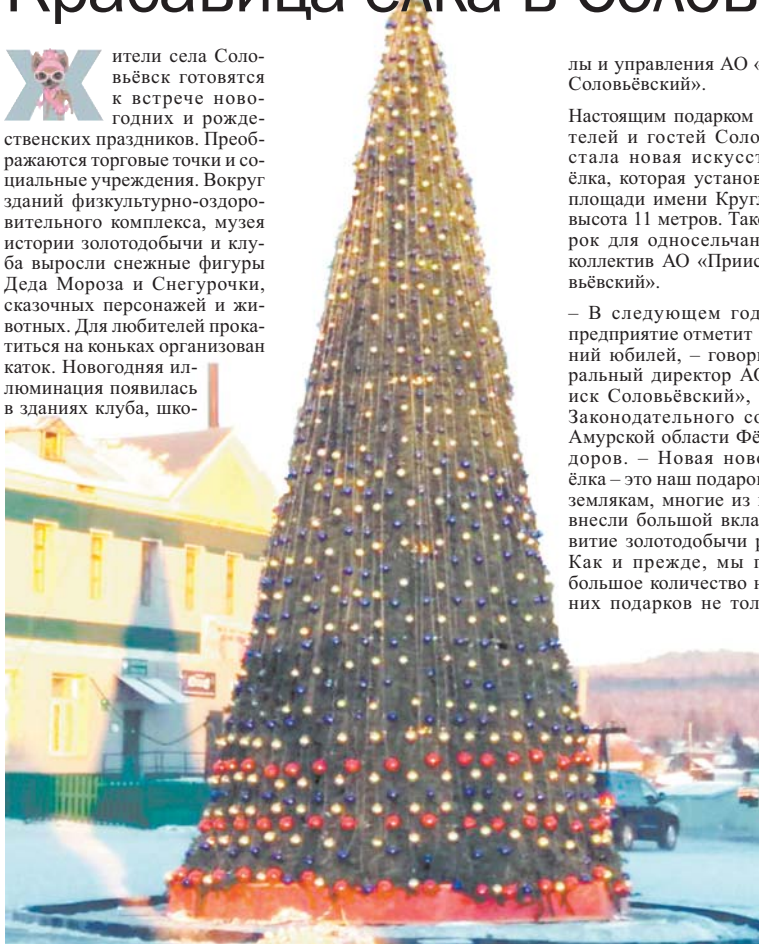 Красавица ёлка в Солов
Жители села Соло-
вьёвск готовятся
к встрече ново-
годних и рожде-
ственских праздников. Преоб-
ражаются торговые точки и со-
циальные учреждения. Вокруг
зданий физкультурно-оздоро-
вительного комплекса, музея
истории золотодобычи и клу-
ба выросли снежные фигуры
Деда Мороза и Снегурочки,
сказочных персонажей и жи-
вотных. Для любителей прока-
титься на коньках организован
каток. Новогодняя ил-
люминация появилась
в зданиях клуба, шко-
лы и управления АО «
Соловьёвский».
Настоящим подарком
телей и гостей Соло
стала новая искусст
ёлка, которая установ
площади имени Кругл
высота 11 метров. Тако
рок для односельчан
коллектив АО «Приис
вьёвский».
– В следующем год
предприятие отметит
ний юбилей, – говори
ральный директор АО
иск Соловьёвский»,
Законодательного со
Амурской области Фё
доров. – Новая ново
ёлка – это наш подарок
землякам, многие из
внесли большой вкла
витие золотодобычи р
Как и прежде, мы п
большое количество н
них подарков не тол